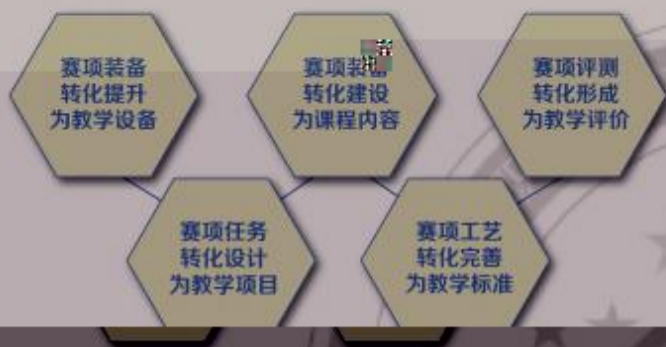 赛项装备
转化提升
为教学设备
赛项装
转化建设
为课程内容
赛项评测
转化形成
为教学评价
赛项任务
转化设计
为教学项目
赛项工艺
转化完善
为教学标准